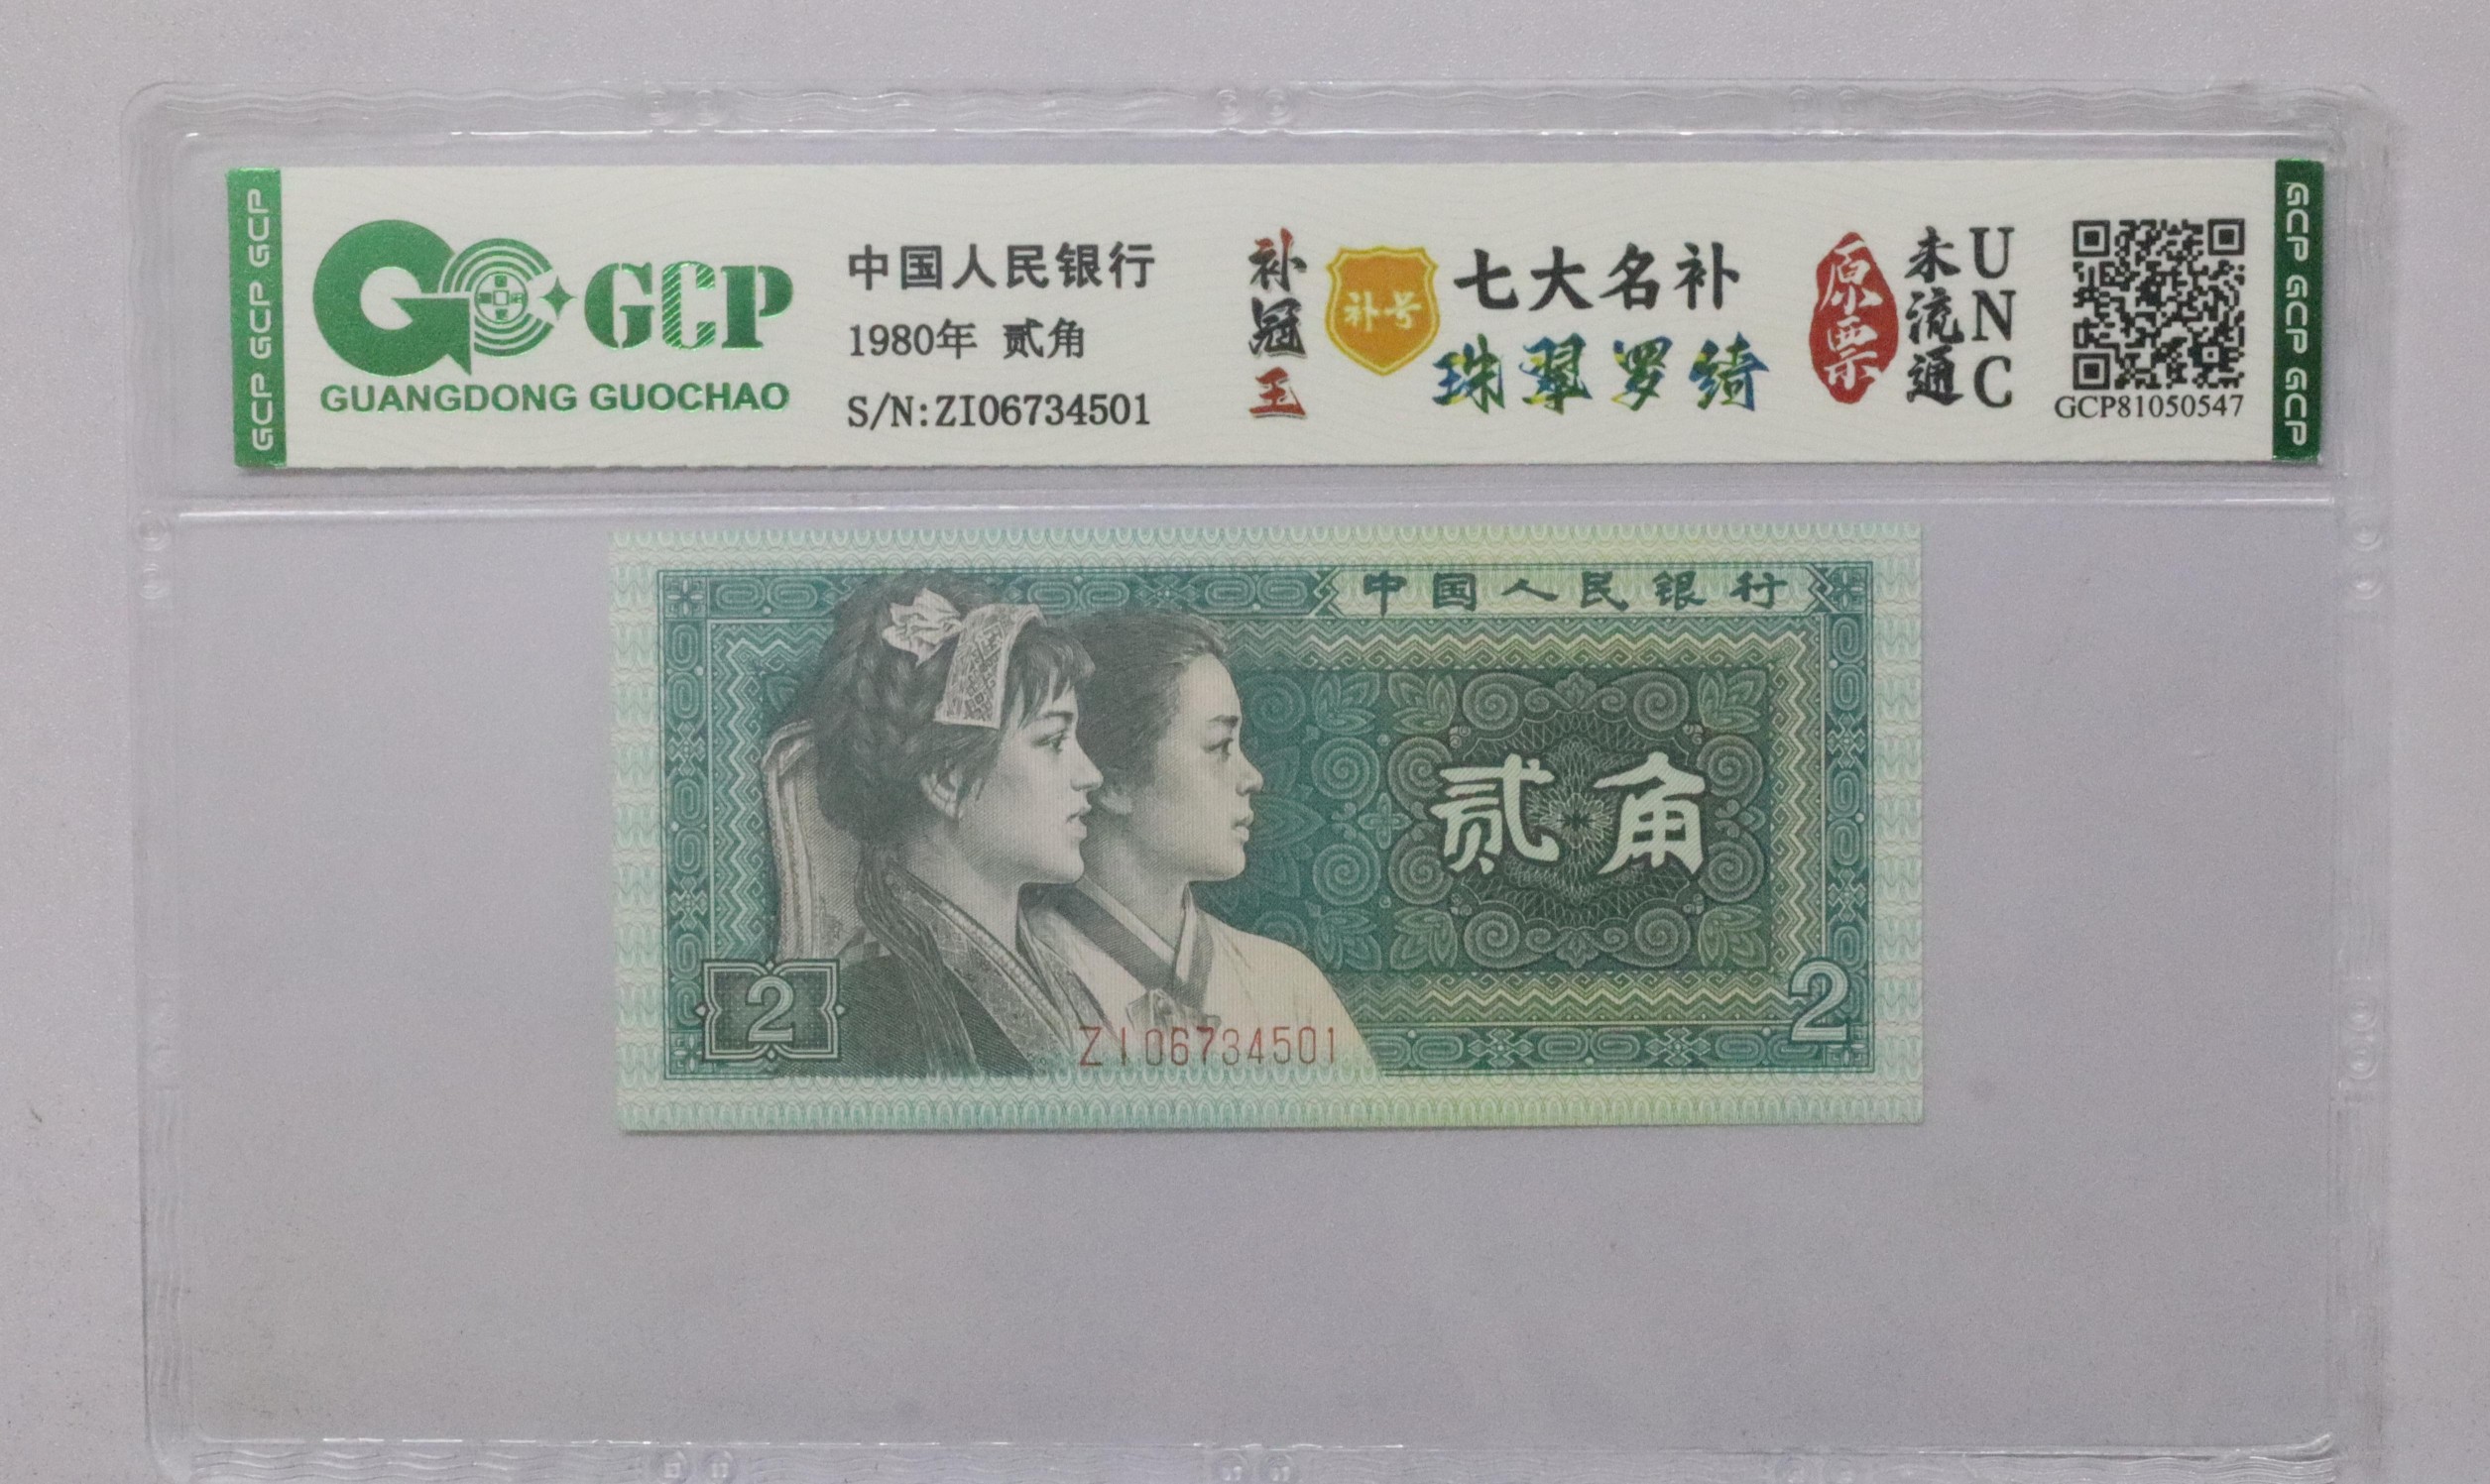 GCP GCP GCP
GCP
GUANGDONG GUOCHAO
中国人民银行
1980年 贰角
S/N:ZI06734501
补冠王
补号
七大名补
珠翠罗绮
原票
未流通
UNC
GCP81050547
GCP GCP GCP
中国人民银行
贰角
2
2
ZI06734501